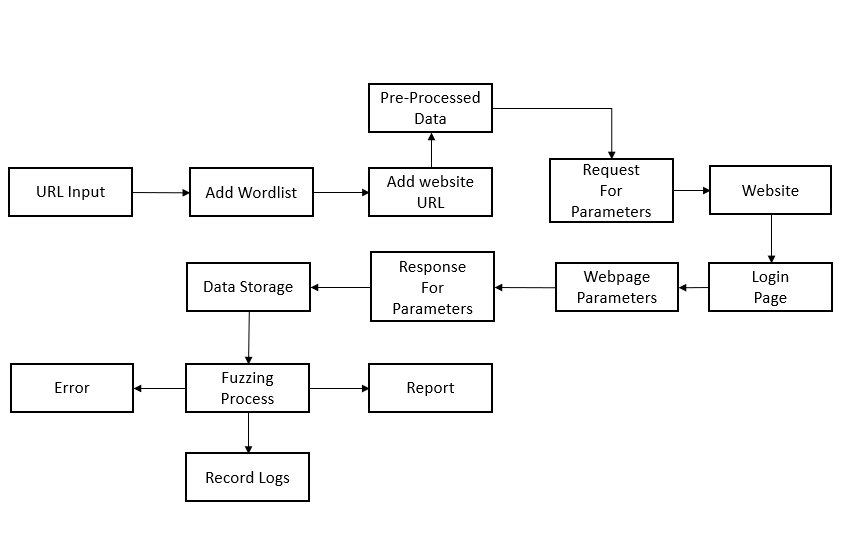 Pre-Processed
Data
URL Input
Add Wordlist
Add website
URL
Request
For
Parameters
Website
Data Storage
Response
For
Parameters
Webpage
Parameters
Login
Page
Error
Fuzzing
Process
Report
Record Logs